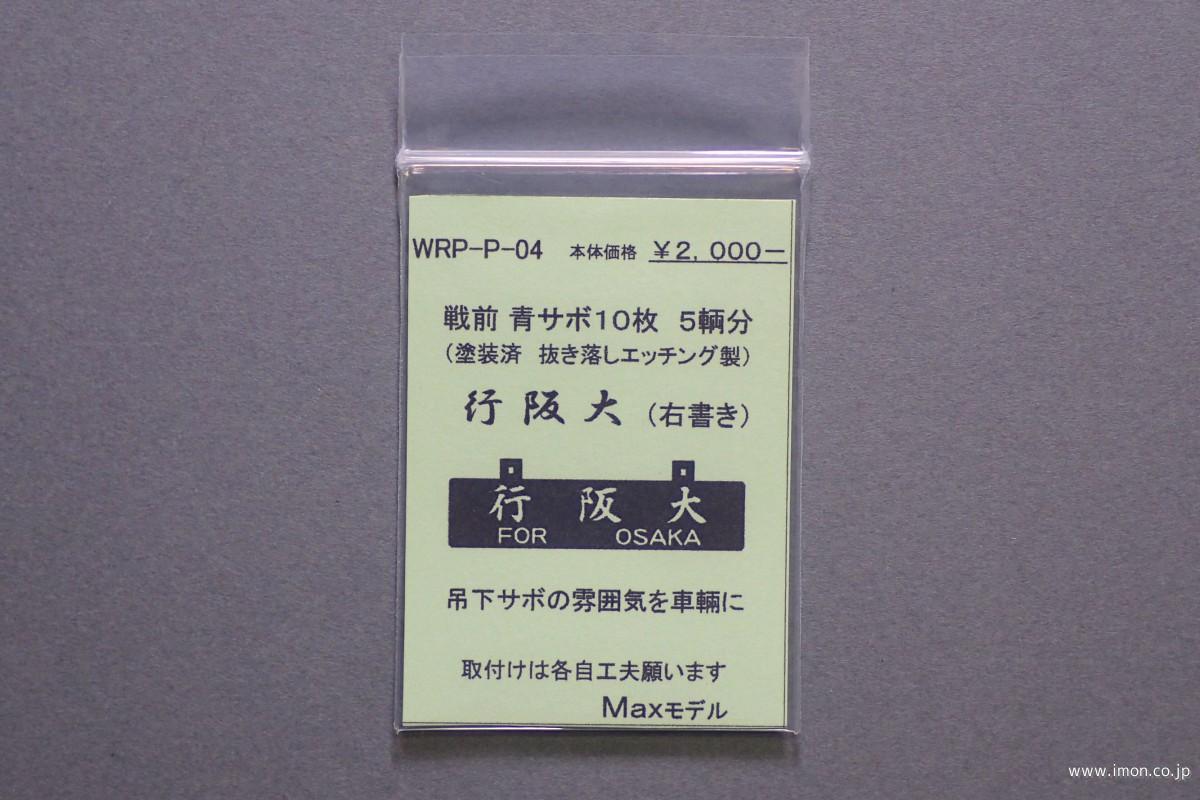 WRP-P-04 本体価格 ¥2,000-
戦前 青サボ10枚 5輌分
(塗装済 抜き落しエッチング製)
行阪大 (右書き)
行 阪 大
FOR OSAKA
吊下サボの雰囲気を車輛に
取付けは各自工夫願います
Maxモデル
www.imon.co.jp